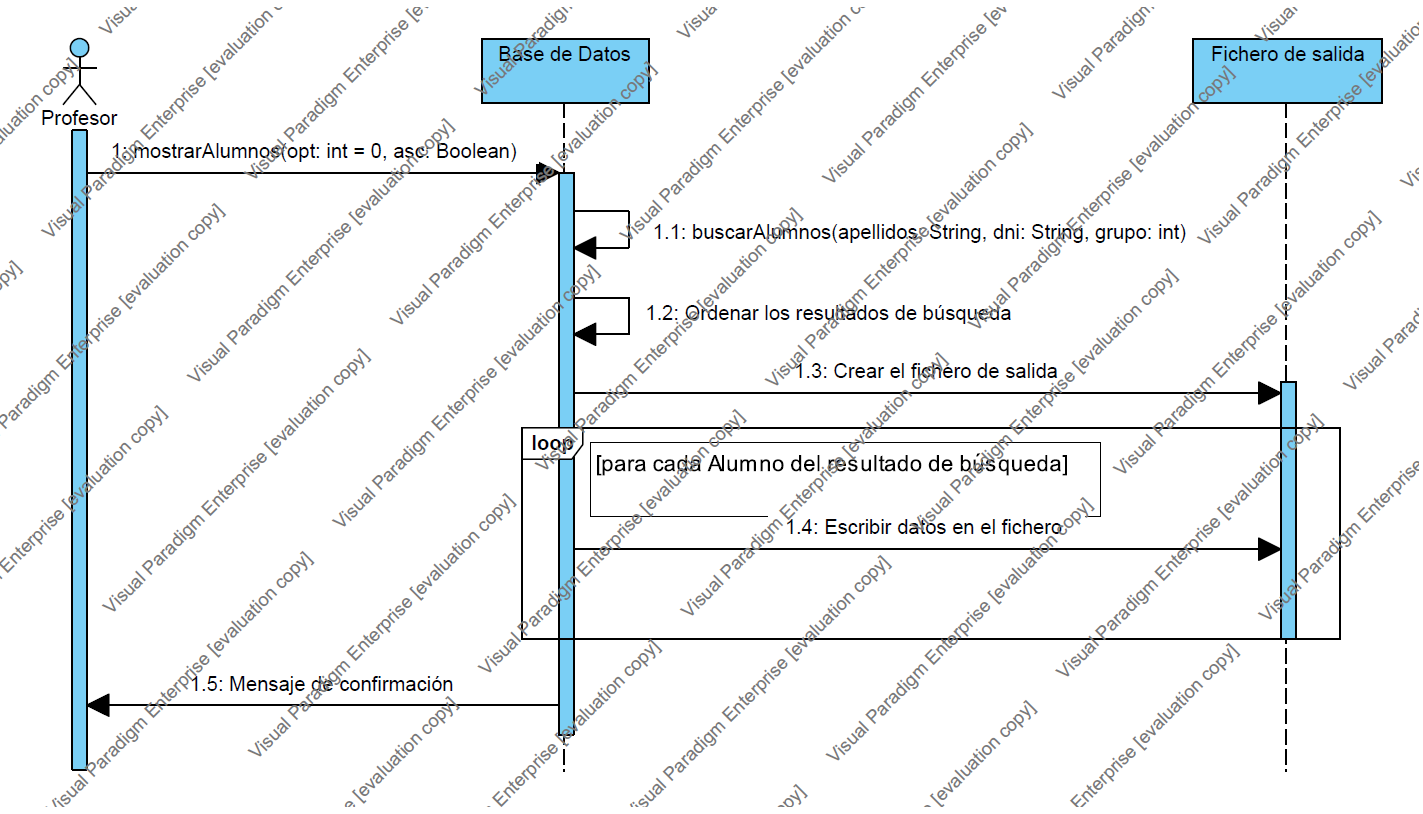 Base de Datos
Fichero de salida
Profesor
1: mostrarAlumnos(opt: int = 0, asc: Boolean)
1.1: buscarAlumnos(apellidos: String, dni: String, grupo: int)
1.2: Ordenar los resultados de búsqueda
1.3: Crear el fichero de salida
loop
[para cada Alumno del resultado de búsqueda]
1.4: Escribir datos en el fichero
1.5: Mensaje de confirmación
Visual Paradigm Enterprise [evaluation copy]